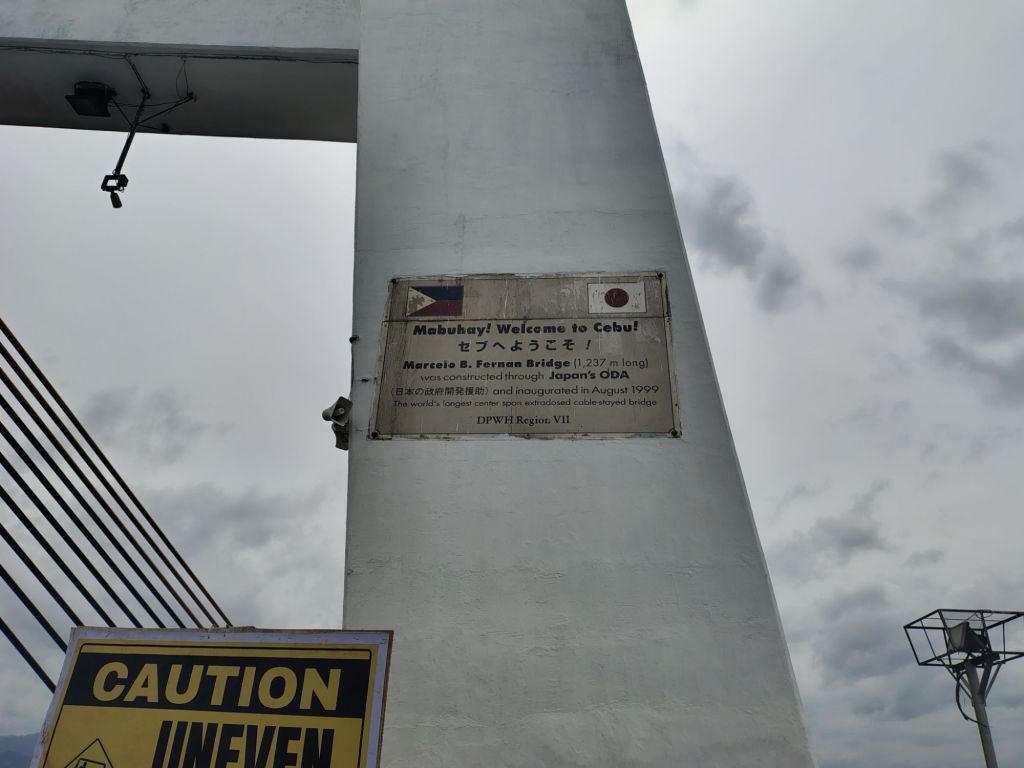 Mabuhay! Welcome to Cebu!
セブへようこそ！
Marcelo B. Fernan Bridge (1,237 m long)
was constructed through Japan's ODA
(日本の政府開発援助) and inaugurated in August 1999
The world's longest center span extradosed cable-stayed bridge
DPWH Region VII
CAUTION
UNEVEN